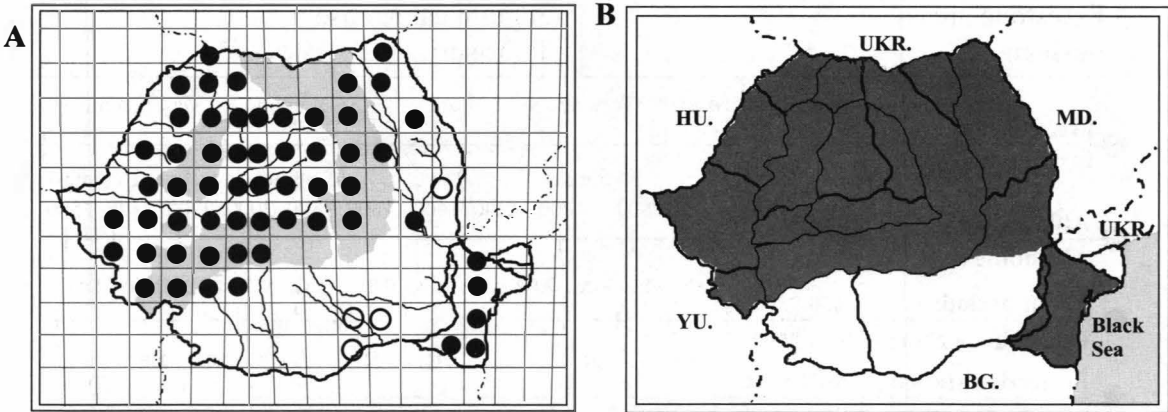 A
B
UKR.
HU.
MD.
UKR.
YU.
Black
Sea
BG.